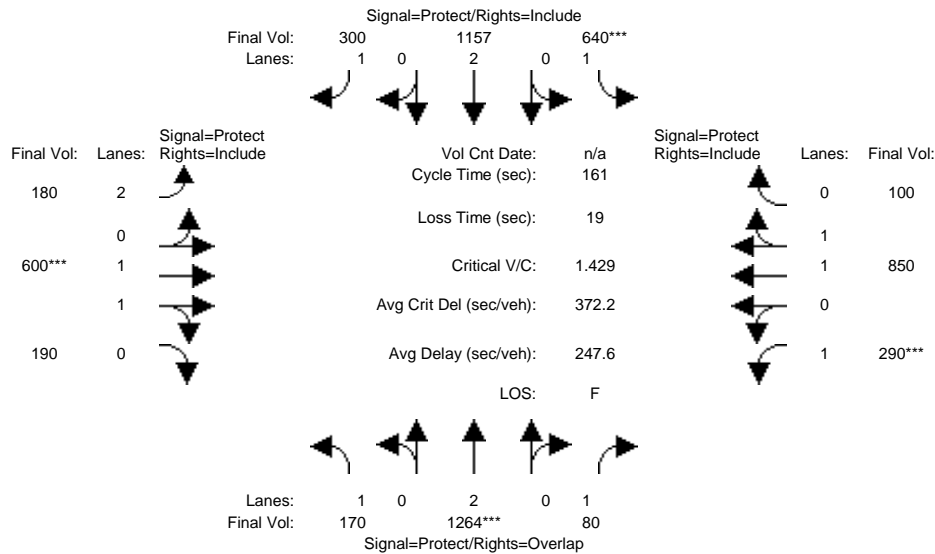 Signal=Protect/Rights=Include
Final Vol: 300 1157 640***
Lanes: 1 0 2 0 1
Signal=Protect
Final Vol: Lanes: Rights=Include
Vol Cnt Date: n/a
Signal=Protect
Rights=Include Lanes: Final Vol:
Cycle Time (sec): 161
180 2
0 100
Loss Time (sec): 19
0
1
600*** 1
Critical V/C: 1.429
1 850
1
Avg Crit Del (sec/veh): 372.2
0
190 0
Avg Delay (sec/veh): 247.6
1 290***
LOS: F
Lanes: 1 0 2 0 1
Final Vol: 170 1264*** 80
Signal=Protect/Rights=Overlap